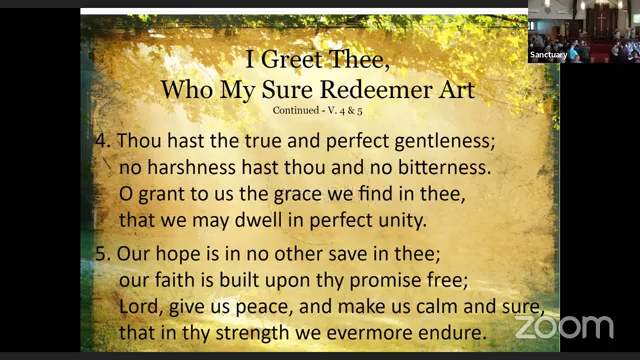 I Greet Thee,
Who My Sure Redeemer Art
Continued - V. 4 & 5
4. Thou hast the true and perfect gentleness;
no harshness hast thou and no bitterness.
O grant to us the grace we find in thee,
that we may dwell in perfect unity.
5. Our hope is in no other save in thee;
our faith is built upon thy promise free;
Lord, give us peace, and make us calm and sure,
that in thy strength we evermore endure.
Sanctuary
zoom